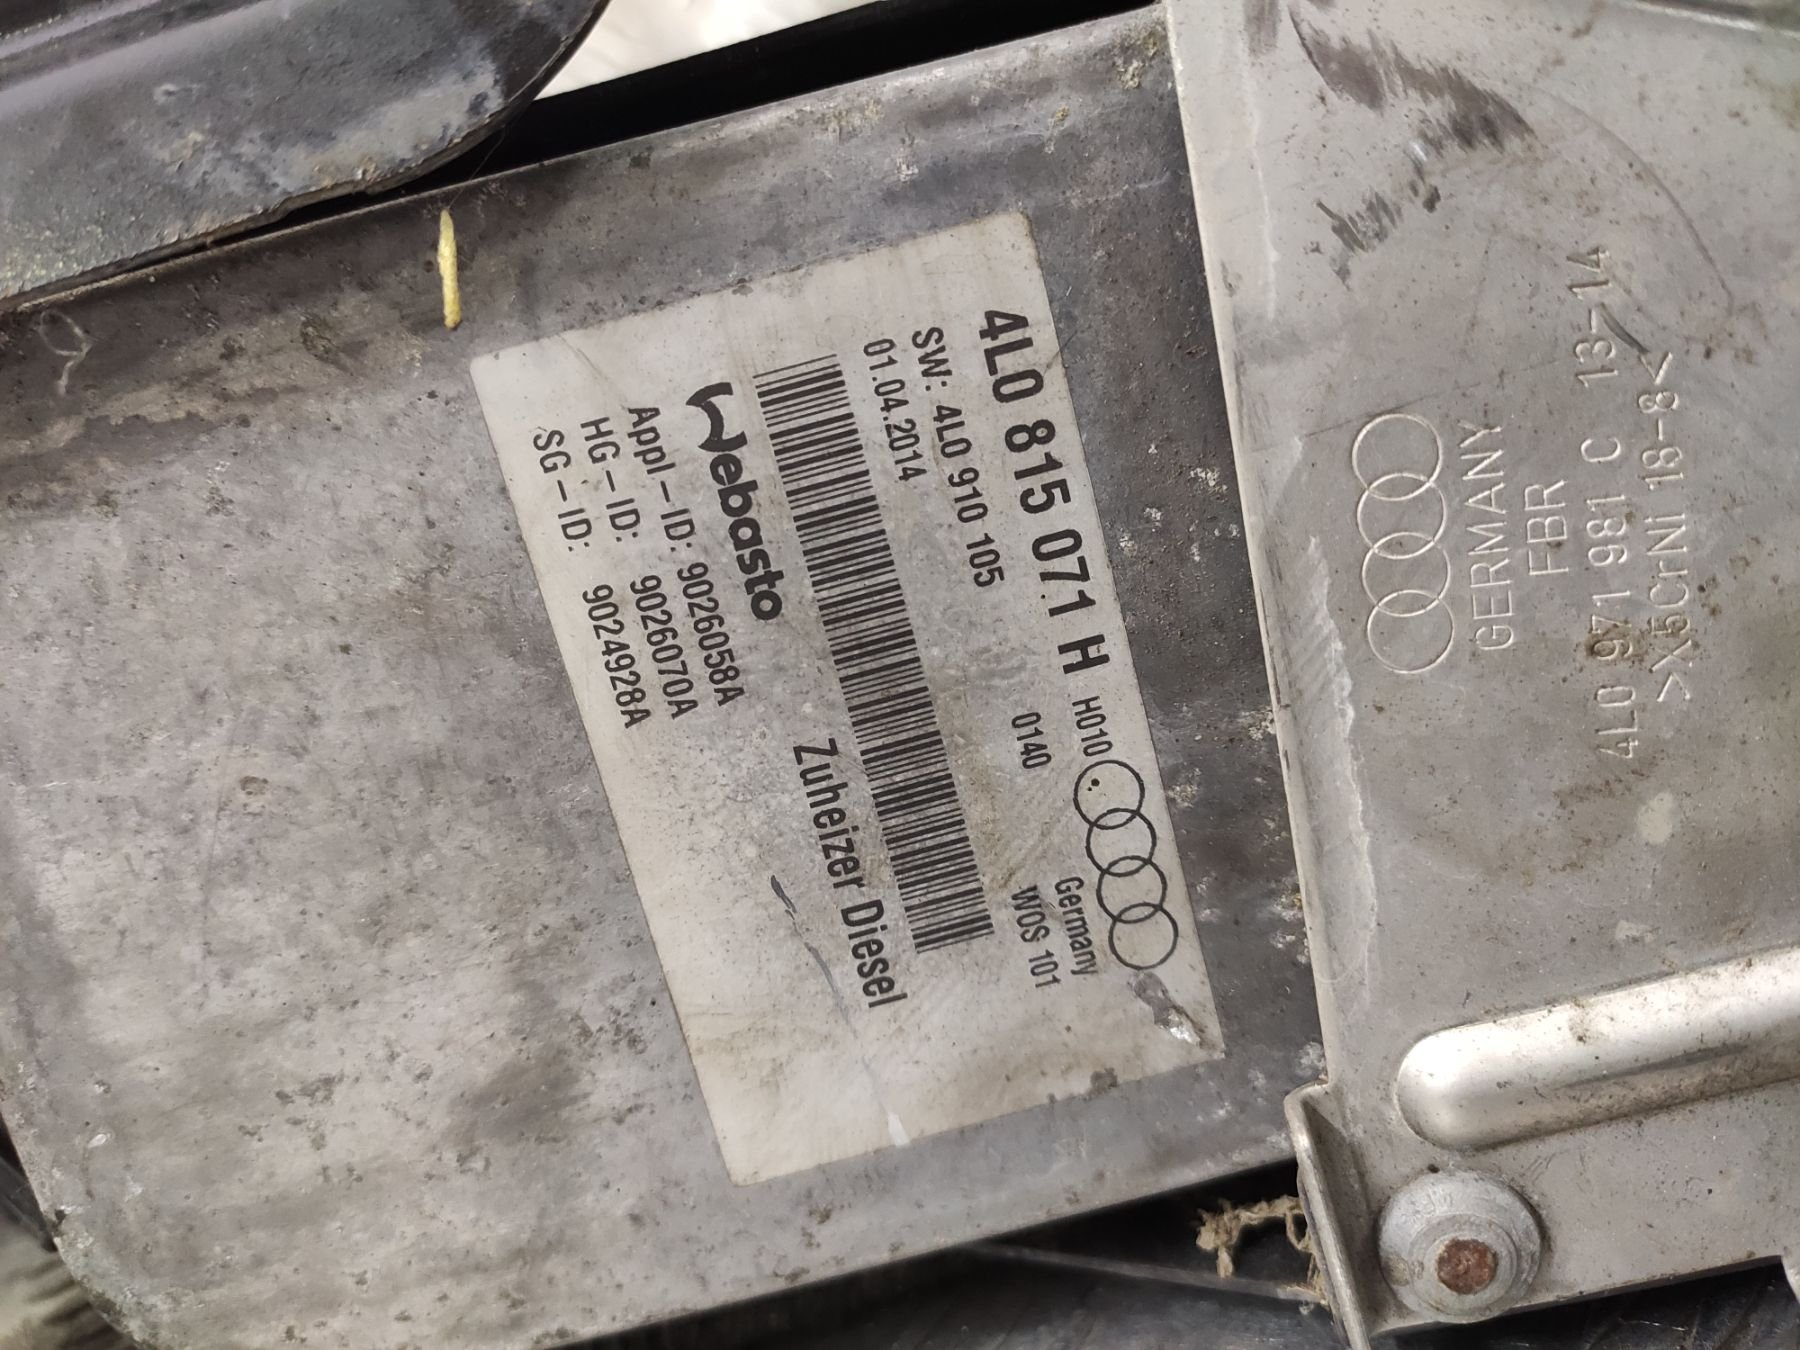 4L0 815 071 H H010
SW: 4L0 910 105 0140 Germany
01.04.2014 WOS 101
Webasto Zuheizer Diesel
Appl-ID: 9026058A
HG-ID: 9026070A
SG-ID: 9024928A
GERMANY
FBR
4L0 971 981 C 13-14
>X5CrNi 18-8<